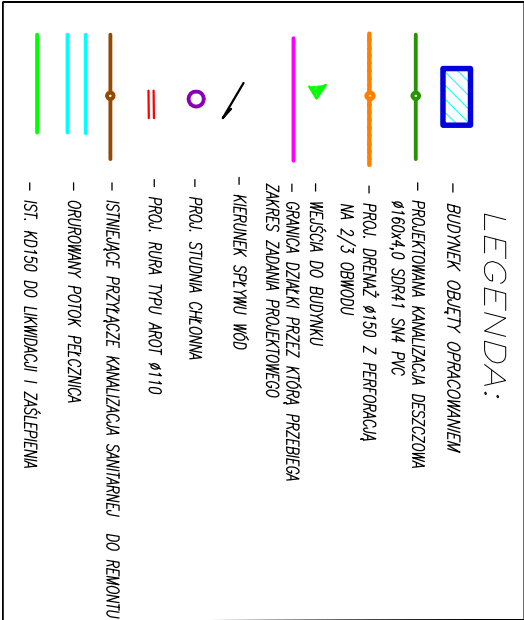 LEGENDA:
- BUDYNEK OBJĘTY OPRACOWANIEM
- PROJEKTOWANA KANALIZACJA DESZCZOWA
ø160x4,0 SDR41 SN4 PVC
- PROJ. DRENAŻ ø150 Z PERFORACJĄ
NA 2/3 OBWODU
- WEJŚCIA DO BUDYNKU
- GRANICA DZIAŁKI PRZEZ KTÓRĄ PRZEBIEGA
ZAKRES ZADANIA PROJEKTOWEGO
- KIERUNEK SPŁYWU WÓD
- PROJ. STUDNIA CHŁONNA
- PROJ. RURA TYPU AROT ø110
- ISTNIEJĄCE PRZYŁĄCZE KANALIZACJA SANITARNEJ DO REMONTU
- ORUROWANY POTOK PEŁCZNICA
- IST. KD150 DO LIKWIDACJI I ZAŚLEPIENIA